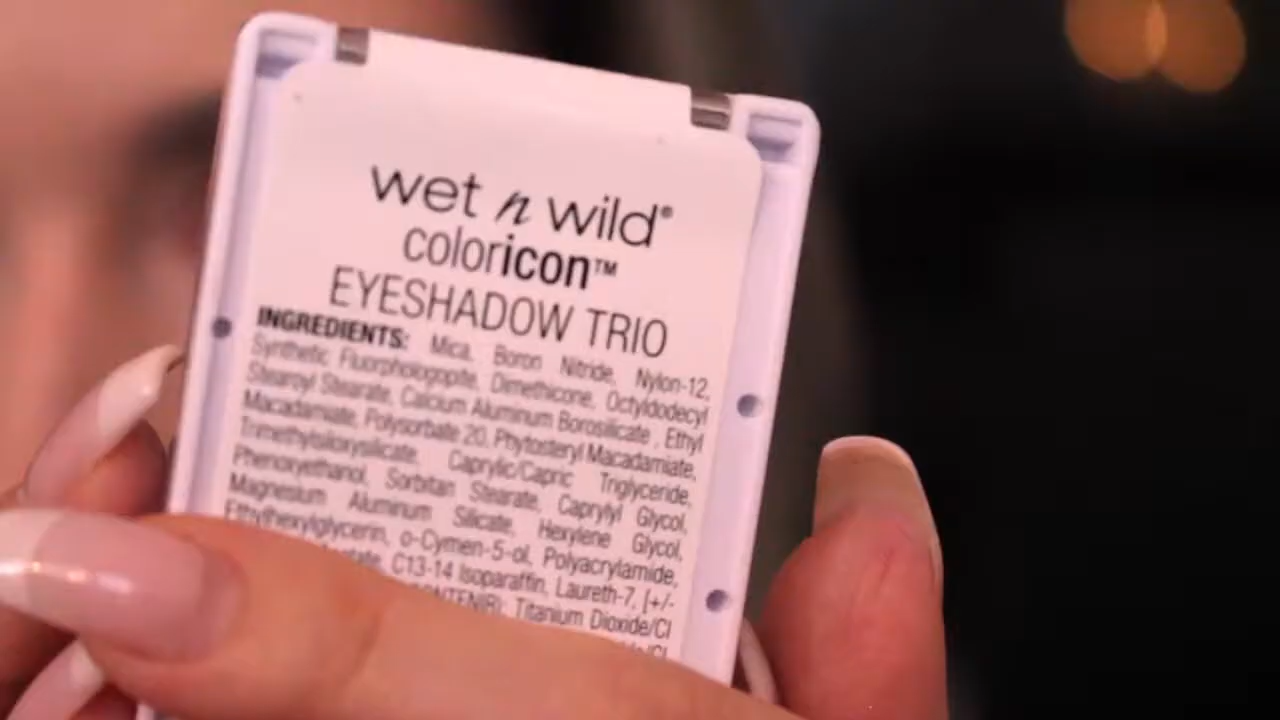 wet n wild®
coloricon™
EYESHADOW TRIO
INGREDIENTS: Mica, Boron Nitride, Nylon-12,
Synthetic Fluorphologopite, Dimethicone, Octyldodecyl
Stearoyl Stearate, Calcium Aluminum Borosilicate , Ethyl
Macadamiate, Polysorbate 20, Phytosteryl Macadamiate,
Trimethylsiloxysilicate, Caprylic/Capric Triglyceride,
Phenoxyethanol, Sorbitan Stearate, Caprylyl Glycol,
Magnesium Aluminum Silicate, Hexylene Glycol,
Ethylhexylglycerin, o-Cymen-5-ol, Polyacrylamide,
C13-14 Isoparaffin, Laureth-7, [+/-
CONTENIR): Titanium Dioxide/CI